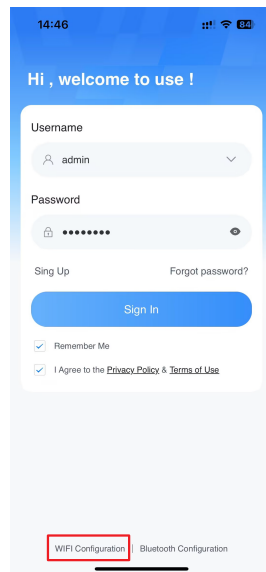 14:46
84
Hi , welcome to use !
Username
admin
Password
••••••••
Sing Up Forgot password?
Sign In
Remember Me
I Agree to the Privacy Policy & Terms of Use
WIFI Configuration | Bluetooth Configuration